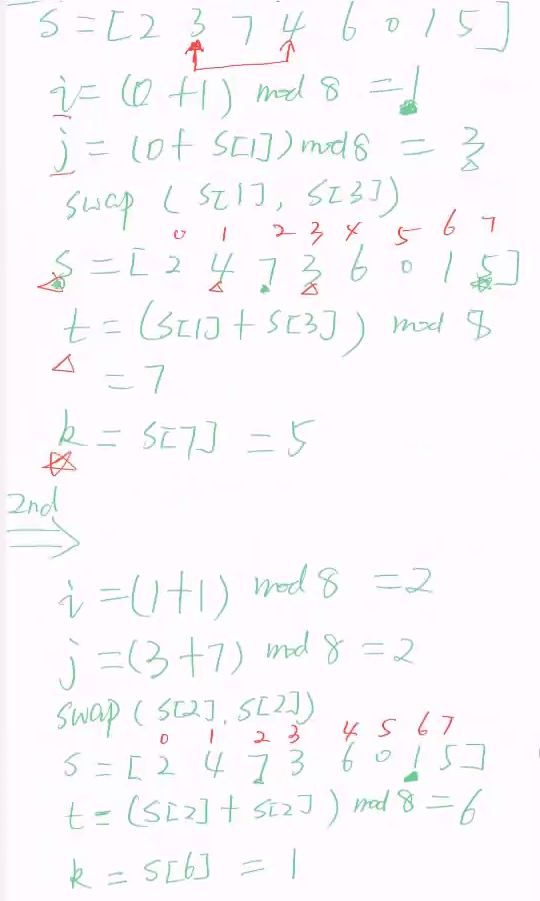 S = [2 3 7 4 6 0 1 5]
i = (0 + 1) mod 8 = 1
j = (0 + S[1]) mod 8 = 3
swap ( S[1], S[3])
0 1 2 3 4 5 6 7
S = [ 2 4 7 3 6 0 1 5]
t = (S[1] + S[3]) mod 8
= 7
k = S[7] = 5
2nd
i = (1+1) mod 8 = 2
j = (3+7) mod 8 = 2
swap ( S[2], S[2])
0 1 2 3 4 5 6 7
S = [ 2 4 7 3 6 0 1 5]
t = (S[2] + S[2]) mod 8 = 6
k = S[6] = 1